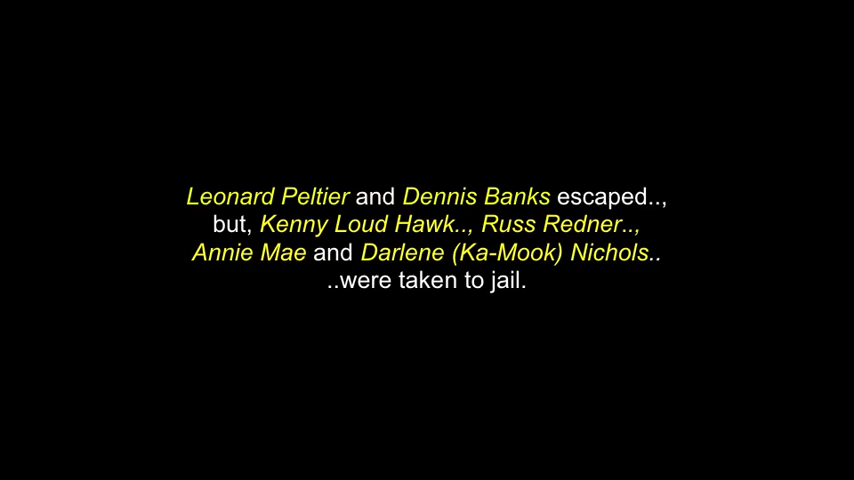 Leonard Peltier and Dennis Banks escaped..,
but, Kenny Loud Hawk.., Russ Redner..,
Annie Mae and Darlene (Ka-Mook) Nichols..
..were taken to jail.